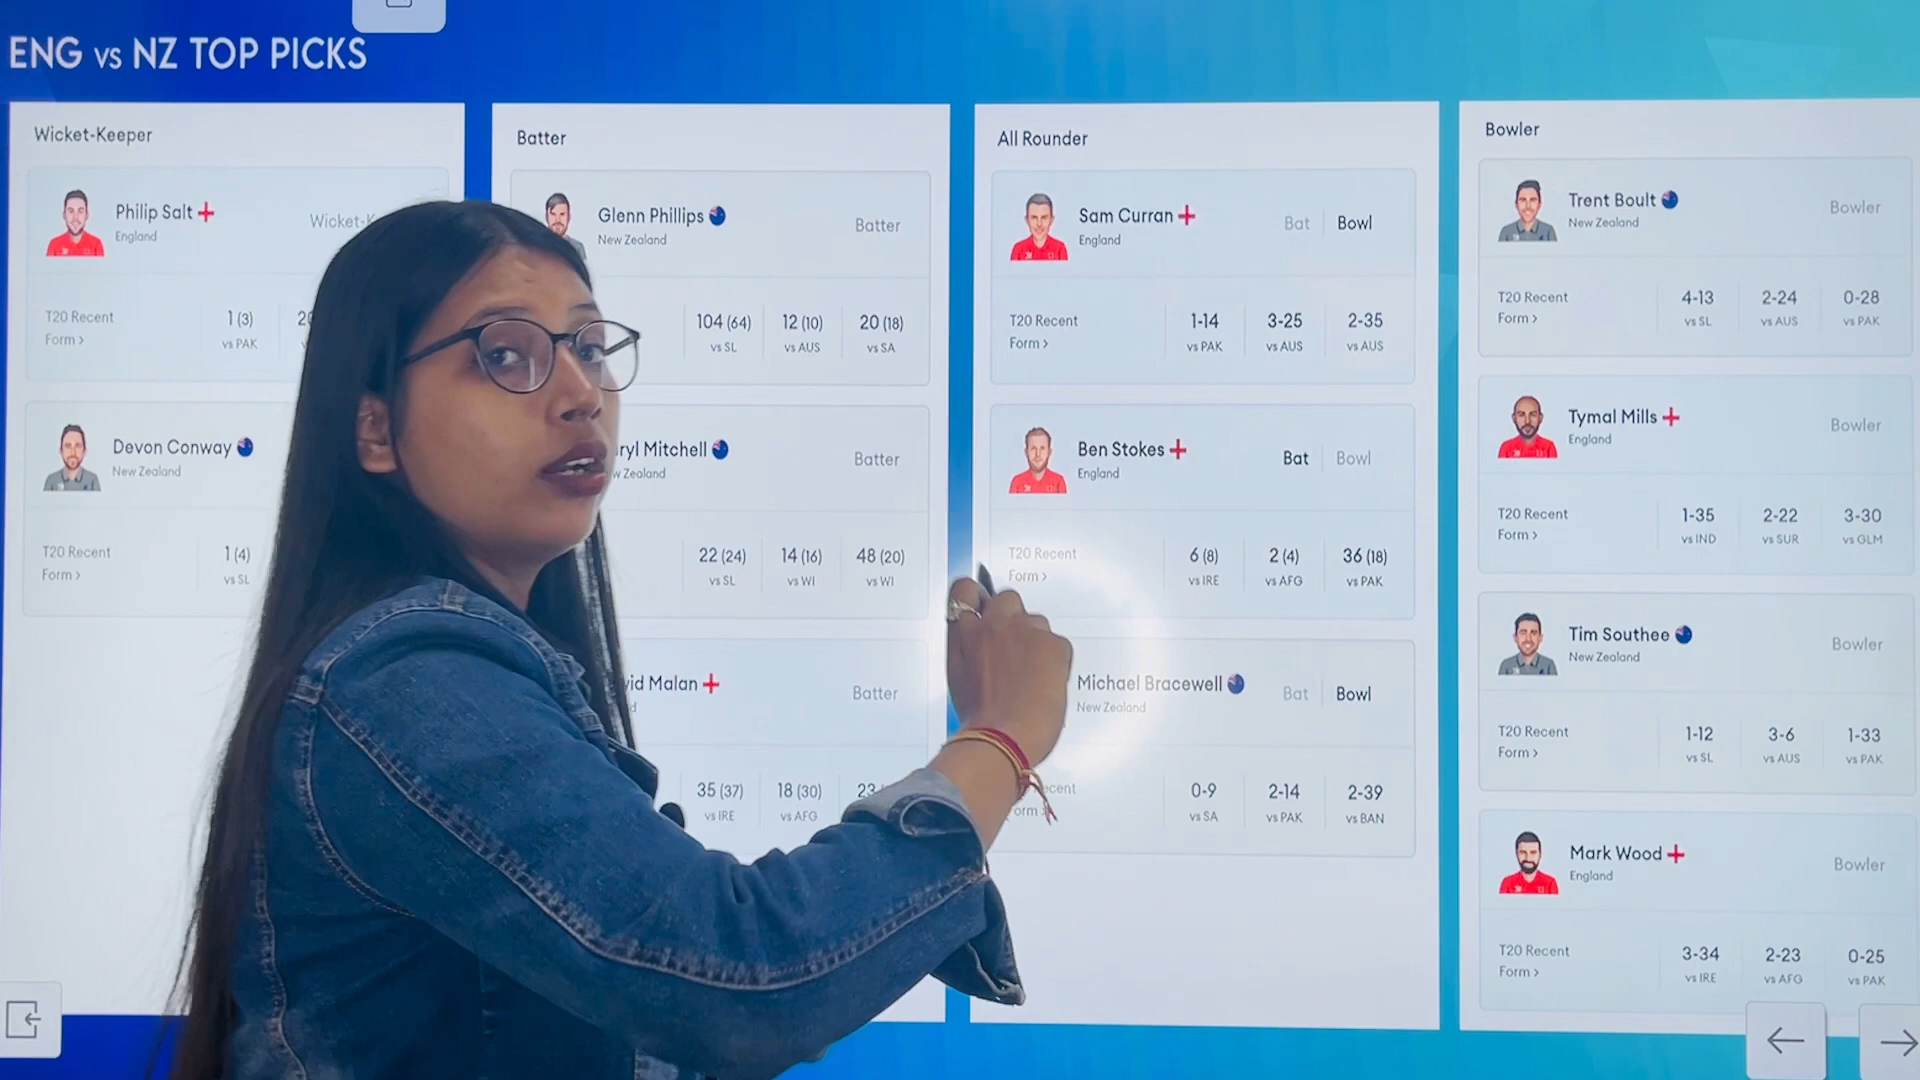 ENG vs NZ TOP PICKS
Wicket-Keeper
Philip Salt
England
T20 Recent
Form >
1 (3)
vs PAK
Devon Conway
New Zealand
T20 Recent
Form >
1 (4)
vs SL
Batter
Glenn Phillips
New Zealand
Batter
104 (64)
12 (10)
20 (18)
vs SL
vs AUS
vs SA
Mitchell
Zealand
Batter
22 (24)
14 (16)
48 (20)
vs SL
vs WI
vs WI
Malan
Batter
35 (37)
18 (30)
23
vs IRE
vs AFG
All Rounder
Sam Curran
England
Bat
Bowl
T20 Recent
Form >
1-14
3-25
2-35
vs PAK
vs AUS
vs AUS
Ben Stokes
England
Bat
Bowl
T20 Recent
Form >
6 (8)
2 (4)
36 (18)
vs IRE
vs AFG
vs PAK
Michael Bracewell
New Zealand
Bat
Bowl
0-9
2-14
2-39
vs SA
vs PAK
vs BAN
Bowler
Trent Boult
New Zealand
Bowler
T20 Recent
Form >
4-13
2-24
0-28
vs SL
vs AUS
vs PAK
Tymal Mills
England
Bowler
T20 Recent
Form >
1-35
2-22
3-30
vs IND
vs SUR
vs GLM
Tim Southee
New Zealand
Bowler
T20 Recent
Form >
1-12
3-6
1-33
vs SL
vs AUS
vs PAK
Mark Wood
England
Bowler
T20 Recent
Form >
3-34
2-23
0-25
vs IRE
vs AFG
vs PAK